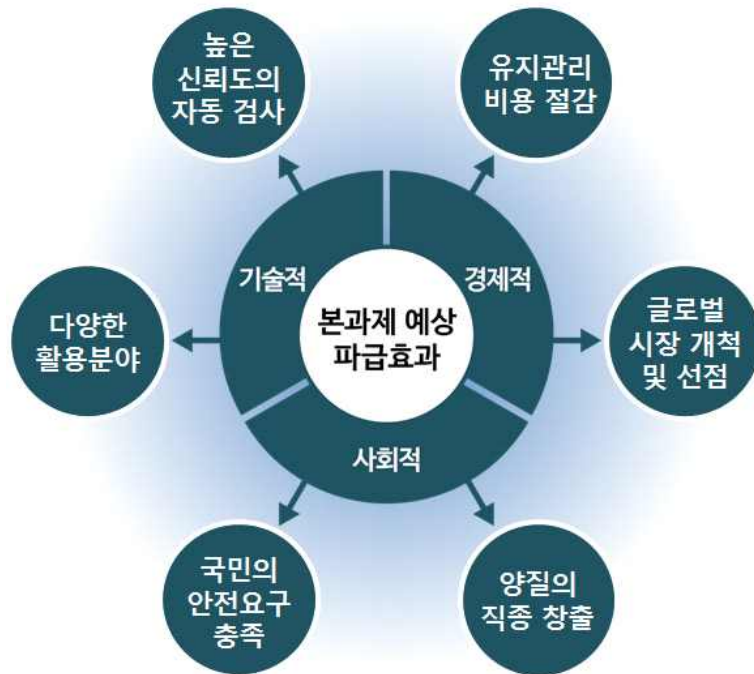 높은
신뢰도의
자동 검사
유지관리
비용 절감
기술적
경제적
본과제 예상
파급효과
다양한
활용분야
글로벌
시장 개척
및 선점
사회적
국민의
안전요구
충족
양질의
직종 창출